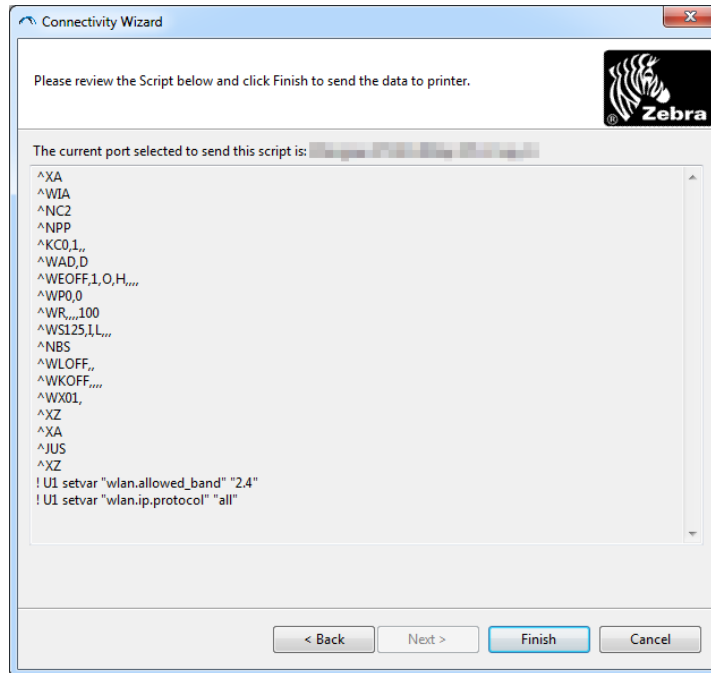 Connectivity Wizard
Please review the Script below and click Finish to send the data to printer.
® Zebra
The current port selected to send this script is:
^XA
^WIA
^NC2
^NPP
^KC0,1,,
^WAD,D
^WEOFF,1,O,H,,,,
^WP0,0
^WR,,,,100
^WS125,I,L,,,
^NBS
^WLOFF,,
^WKOFF,,,,
^WX01,
^XZ
^XA
^JUS
^XZ
! U1 setvar "wlan.allowed_band" "2.4"
! U1 setvar "wlan.ip.protocol" "all"
< Back Next > Finish Cancel